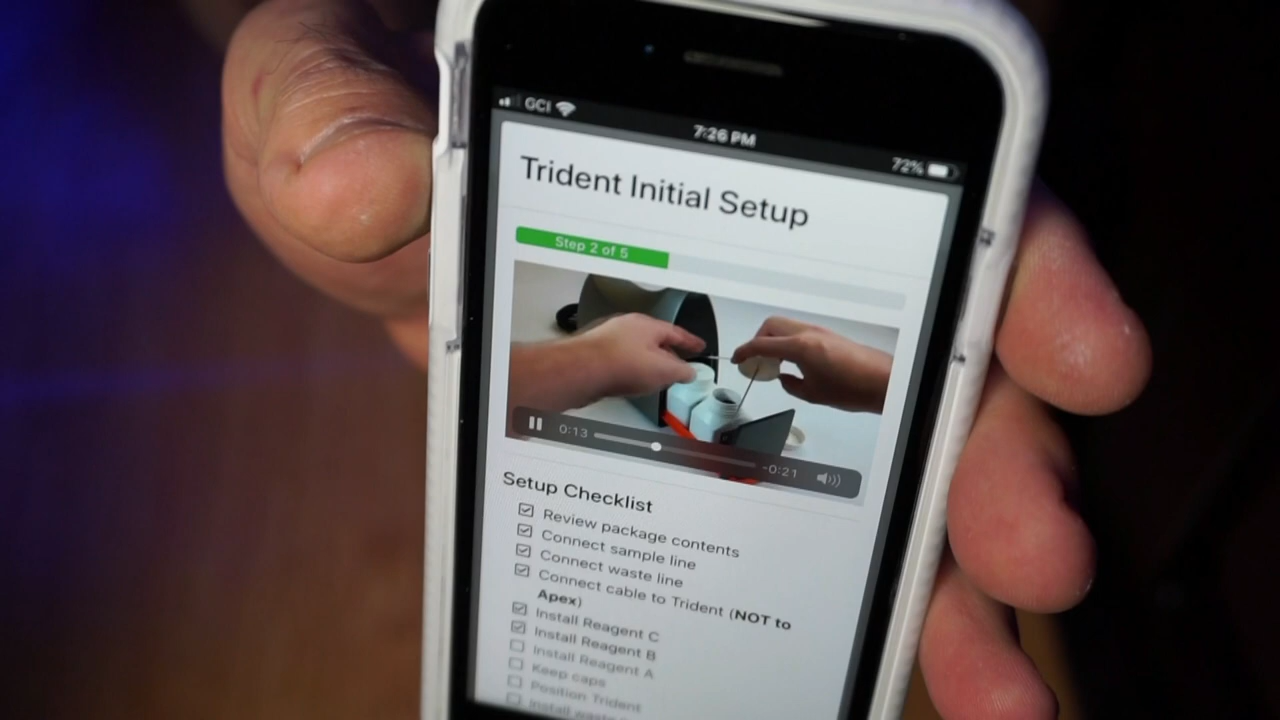 GCI
7:26 PM
72%
Trident Initial Setup
Step 2 of 5
0:13
-0:21
Setup Checklist
Review package contents
Connect sample line
Connect waste line
Connect cable to Trident (NOT to
Apex)
Install Reagent C
Install Reagent B
Install Reagent A
Keep caps
Position Trident
Install